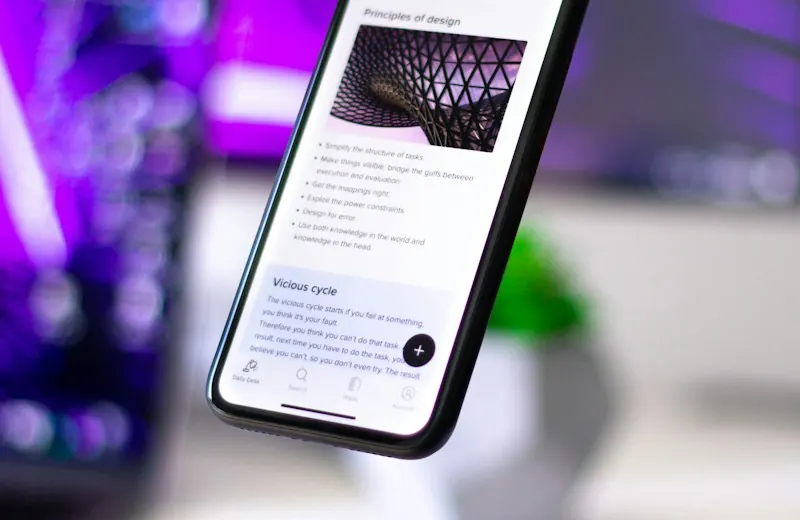 Principles of design
• Simplify the structure of tasks.
• Make things visible: bridge the gulfs between
execution and evaluation.
• Get the mappings right.
• Exploit the power constraints.
• Design for error.
• Use both knowledge in the world and
knowledge in the head.
Vicious cycle
The vicious cycle starts if you fail at something,
you think it's your fault.
Therefore you think you can't do that task
result, next time you have to do the task, you
believe you can't, so you don't even try. The result
+
Search